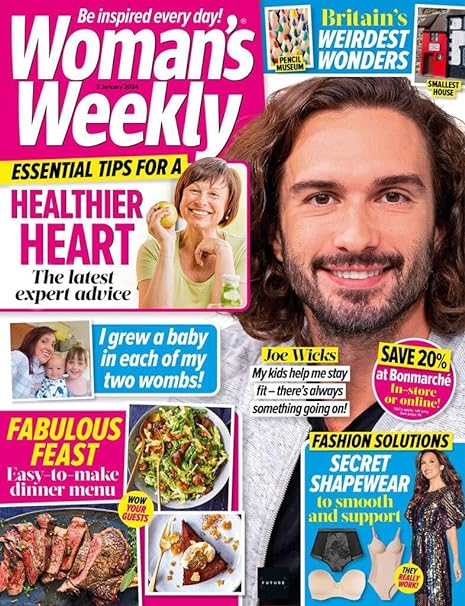 Be inspired every day!
Woman's
Weekly
2 January 2024
Britain's
WEIRDEST
WONDERS
PENCIL
MUSEUM
SMALLEST
HOUSE
ESSENTIAL TIPS FOR A
HEALTHIER
HEART
The latest
expert advice
I grew a baby
in each of my
two wombs!
Joe Wicks
My kids help me stay
fit – there's always
something going on!
SAVE 20%
at Bonmarché
In-store
or online!
FABULOUS
FEAST
Easy-to-make
dinner menu
WOW
YOUR
GUESTS
FASHION SOLUTIONS
SECRET
SHAPEWEAR
to smooth
and support
THEY
REALLY
WORK!
FUTURE